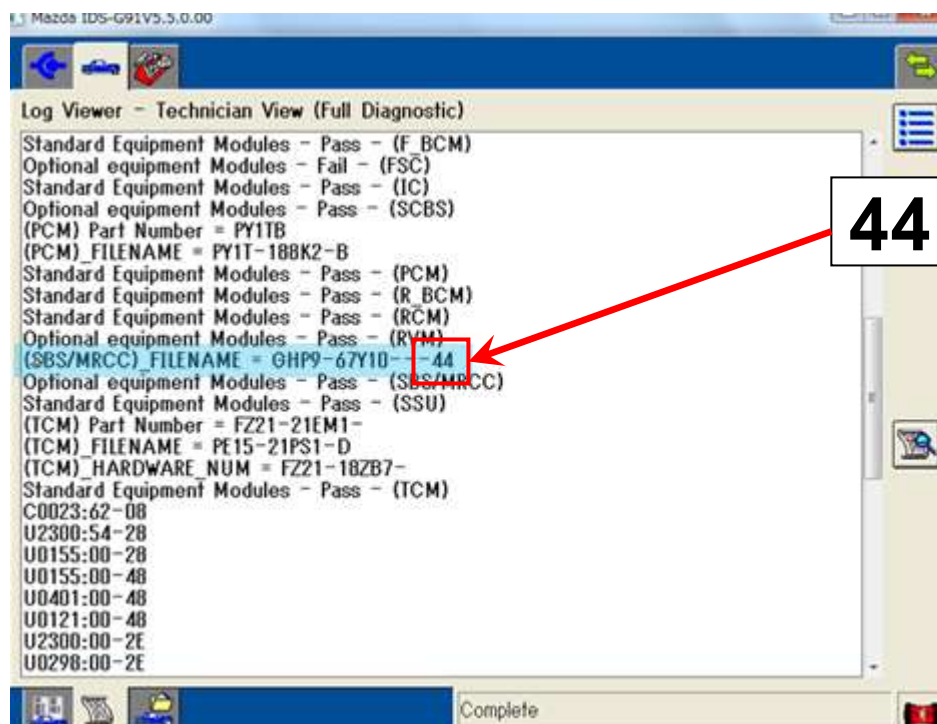 Mazda IDS-G91V5.5.0.00
Log Viewer - Technician View (Full Diagnostic)
Standard Equipment Modules - Pass - (F_BCM)
Optional equipment Modules - Fail - (FSC)
Standard Equipment Modules - Pass - (IC)
Optional equipment Modules - Pass - (SCBS)
(PCM) Part Number = PY1TB
(PCM)_FILENAME = PY1T-188K2-B
Standard Equipment Modules - Pass - (PCM)
Standard Equipment Modules - Pass - (R_BCM)
Standard Equipment Modules - Pass - (RCM)
Optional equipment Modules - Pass - (RVM)
(SBS/MRCC)_FILENAME = GHP9-67Y10---44
Optional equipment Modules - Pass - (SBS/MRCC)
Standard Equipment Modules - Pass - (SSU)
(TCM) Part Number = FZ21-21EM1-
(TCM)_FILENAME = PE15-21PS1-D
(TCM)_HARDWARE_NUM = FZ21-18ZB7-
Standard Equipment Modules - Pass - (TCM)
C0023:62-08
U2300:54-28
U0155:00-28
U0155:00-48
U0401:00-48
U0121:00-48
U2300:00-2E
U0298:00-2E
44
Complete